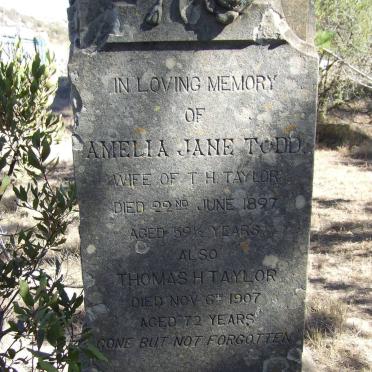 IN LOVING MEMORY
OF
AMELIA JANE TODD
WIFE OF T. H. TAYLOR
DIED 22ND JUNE 1897
AGED 59½ YEARS
ALSO
THOMAS H TAYLOR
DIED NOV 6TH 1907
AGED 72 YEARS
GONE BUT NOT FORGOTTEN